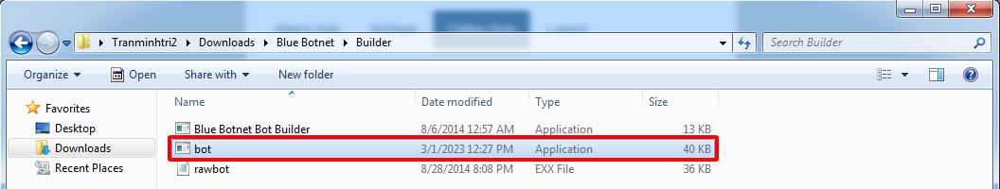 Tranminhtri2 Downloads Blue Botnet Builder Search Builder
Organize Open Share with New folder
Favorites
Desktop
Downloads
Recent Places
Name Date modified Type Size
Blue Botnet Bot Builder 8/6/2014 12:57 AM Application 13 KB
bot 3/1/2023 12:27 PM Application 40 KB
rawbot 8/28/2014 8:08 PM EXX File 36 KB